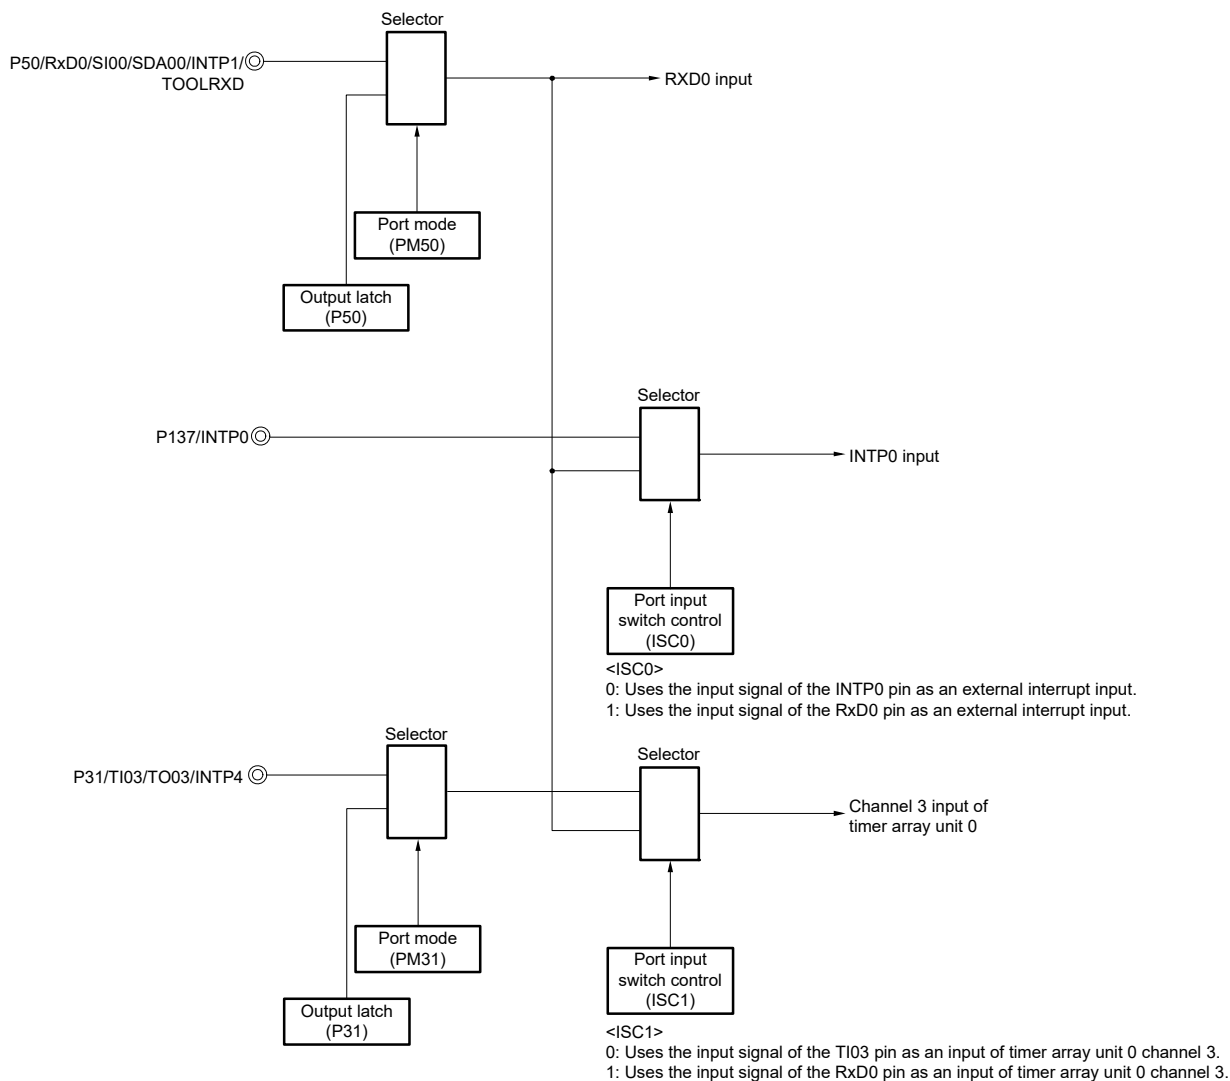 Selector
P50/RxD0/SI00/SDA00/INTP1/
TOOLRXD
RXD0 input
Port mode
(PM50)
Output latch
(P50)
Selector
P137/INTP0
INTP0 input
Port input
switch control
(ISC0)
<ISC0>
0: Uses the input signal of the INTP0 pin as an external interrupt input.
1: Uses the input signal of the RxD0 pin as an external interrupt input.
Selector
Selector
P31/TI03/TO03/INTP4
Channel 3 input of
timer array unit 0
Port mode
(PM31)
Port input
switch control
(ISC1)
Output latch
(P31)
<ISC1>
0: Uses the input signal of the TI03 pin as an input of timer array unit 0 channel 3.
1: Uses the input signal of the RxD0 pin as an input of timer array unit 0 channel 3.